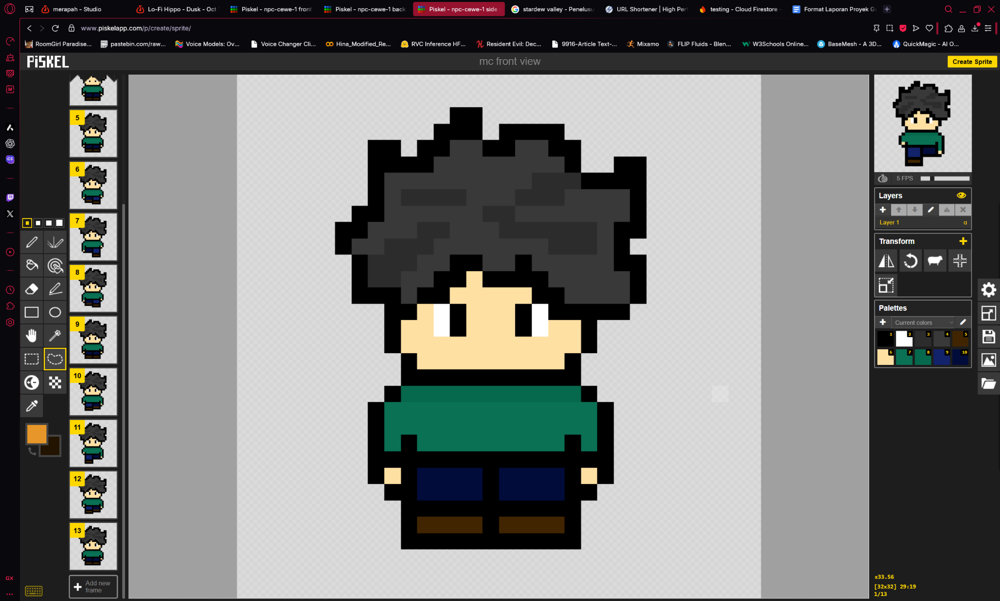 merapah - Studio
Lo-Fi Hippo - Dusk - Oct
Piskel - npc-cewe-1 front
Piskel - npc-cewe-1 back
Piskel - npc-cewe-1 side
stardew valley - Penelusu
URL Shortener | High Per
testing - Cloud Firestore -
Format Laporan Proyek Ga
www.piskelapp.com/p/create/sprite/
RoomGirl Paradise...
pastebin.com/raw...
Voice Models: Ov...
Voice Changer Cli...
Hina_Modified_Re...
RVC Inference HF...
Resident Evil: Dec...
9916-Article Text-...
Mixamo
FLIP Fluids - Blen...
W3Schools Online...
BaseMesh - A 3D...
QuickMagic - AI O...
PiSKEL
mc front view
Create Sprite
5
6
7
8
9
10
11
12
13
Add new
frame
5 FPS
Layers
Layer 1
α
Transform
Palettes
Current colors
1
2
3
4
5
6
7
8
9
10
CS
M
GX
x33.56
[32x32] 29:19
1/13